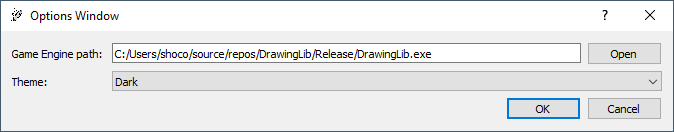 Options Window
Game Engine path: C:/Users/shoco/source/repos/DrawingLib/Release/DrawingLib.exe Open
Theme: Dark
OK Cancel